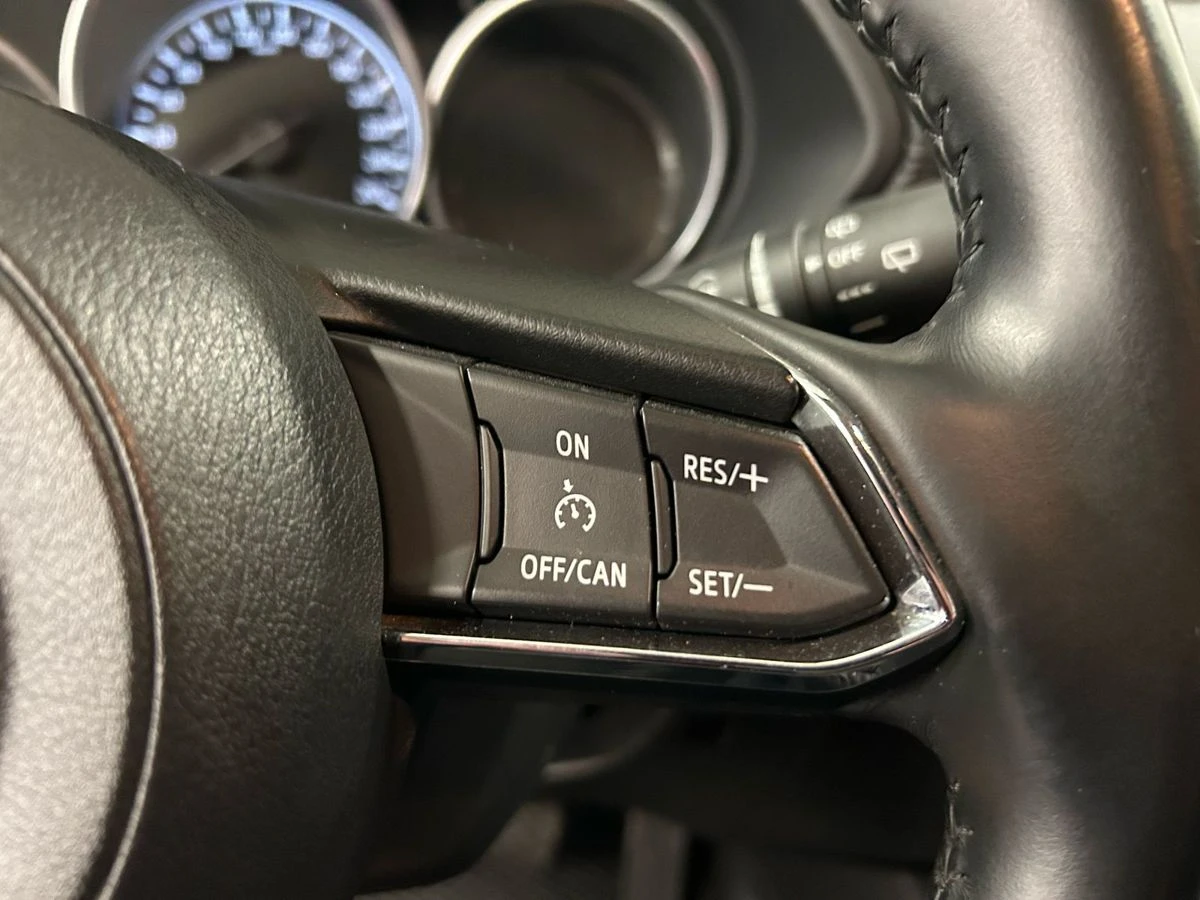 OFF
ON
RES/+
OFF/CAN
SET/—